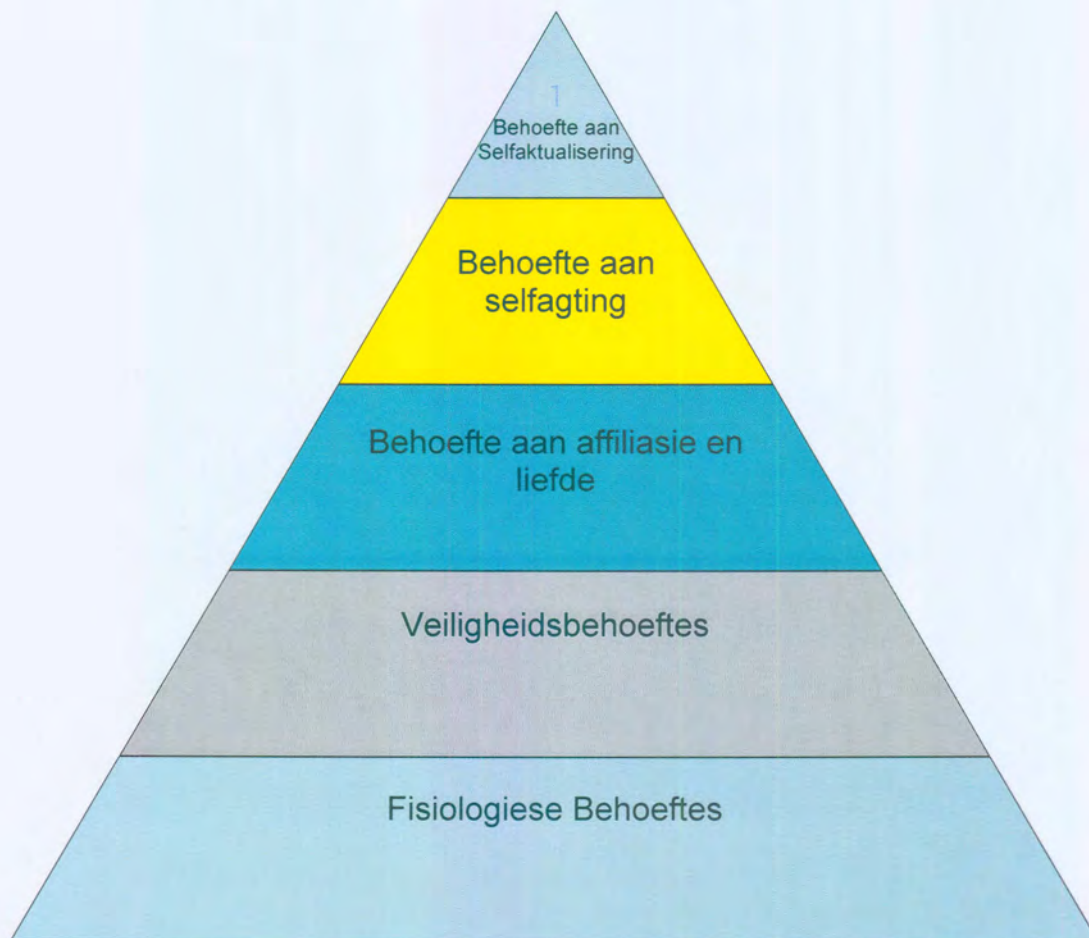 1
Behoefte aan
Selfaktualisering
Behoefte aan
selfagting
Behoefte aan affiliasie en
liefde
Veiligheidsbehoeftes
Fisiologiese Behoeftes